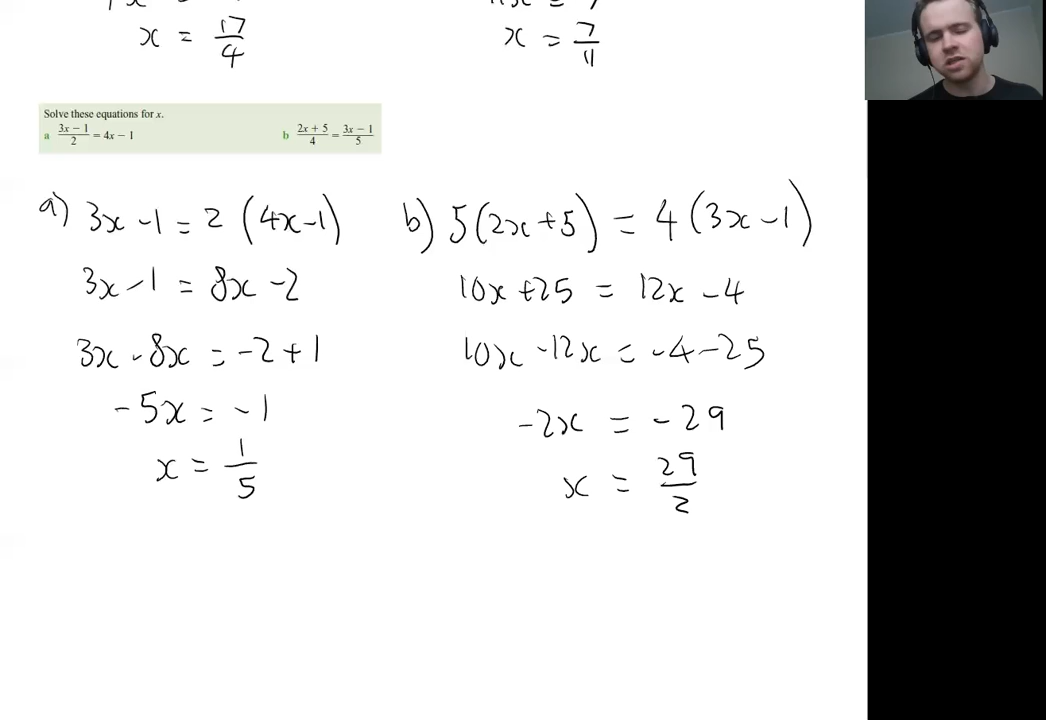 x = 17/4
x = 7/11
Solve these equations for x.
a (3x − 1)/2 = 4x − 1
b (2x + 5)/4 = (3x − 1)/5
a) 3x - 1 = 2 (4x - 1)
3x - 1 = 8x - 2
3x - 8x = -2 + 1
-5x = -1
x = 1/5
b) 5(2x + 5) = 4(3x - 1)
10x + 25 = 12x - 4
10x - 12x = -4 - 25
-2x = -29
x = 29/2